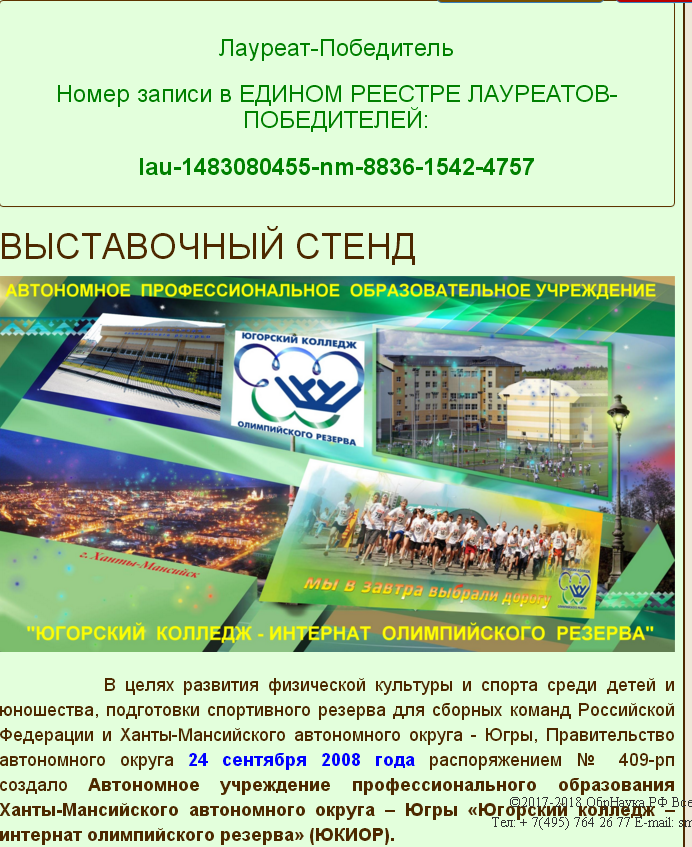 Лауреат-Победитель
Номер записи в ЕДИНОМ РЕЕСТРЕ ЛАУРЕАТОВ-
ПОБЕДИТЕЛЕЙ:
lau-1483080455-nm-8836-1542-4757
ВЫСТАВОЧНЫЙ СТЕНД
АВТОНОМНОЕ ПРОФЕССИОНАЛЬНОЕ ОБРАЗОВАТЕЛЬНОЕ УЧРЕЖДЕНИЕ
ЮГОРСКИЙ КОЛЛЕДЖ
ОЛИМПИЙСКОГО РЕЗЕРВА
г. Ханты-Мансийск
мы в завтра выбрали дорогу
"ЮГОРСКИЙ КОЛЛЕДЖ - ИНТЕРНАТ ОЛИМПИЙСКОГО РЕЗЕРВА"
В целях развития физической культуры и спорта среди детей и
юношества, подготовки спортивного резерва для сборных команд Российской
Федерации и Ханты-Мансийского автономного округа - Югры, Правительство
автономного округа 24 сентября 2008 года распоряжением № 409-рп
создало Автономное учреждение профессионального образования
Ханты-Мансийского автономного округа – Югры «Югорский колледж –
интернат олимпийского резерва» (ЮКИОР).
©2017-2018 ОбрНаука.РФ Все
Тел: + 7(495) 764 26 77 E-mail: sm